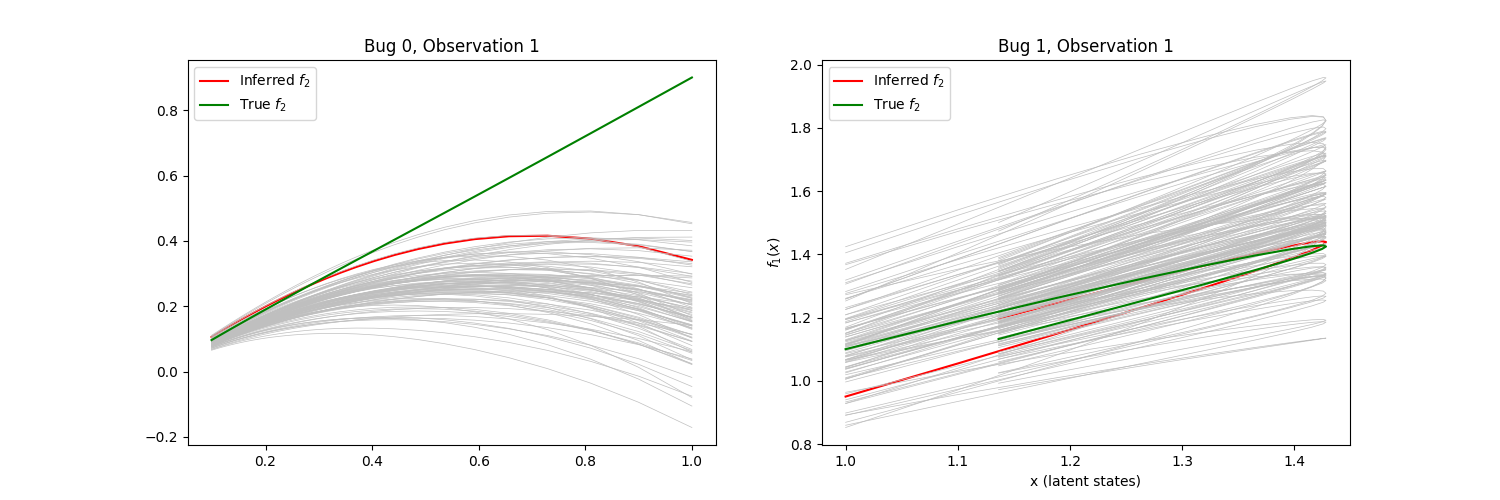 Bug 0, Observation 1
Inferred f₂
True f₂
0.8
0.6
0.4
0.2
0.0
−0.2
0.2 0.4 0.6 0.8 1.0
Bug 1, Observation 1
Inferred f₂
True f₂
f₁(x)
2.0
1.8
1.6
1.4
1.2
1.0
0.8
1.0 1.1 1.2 1.3 1.4
x (latent states)